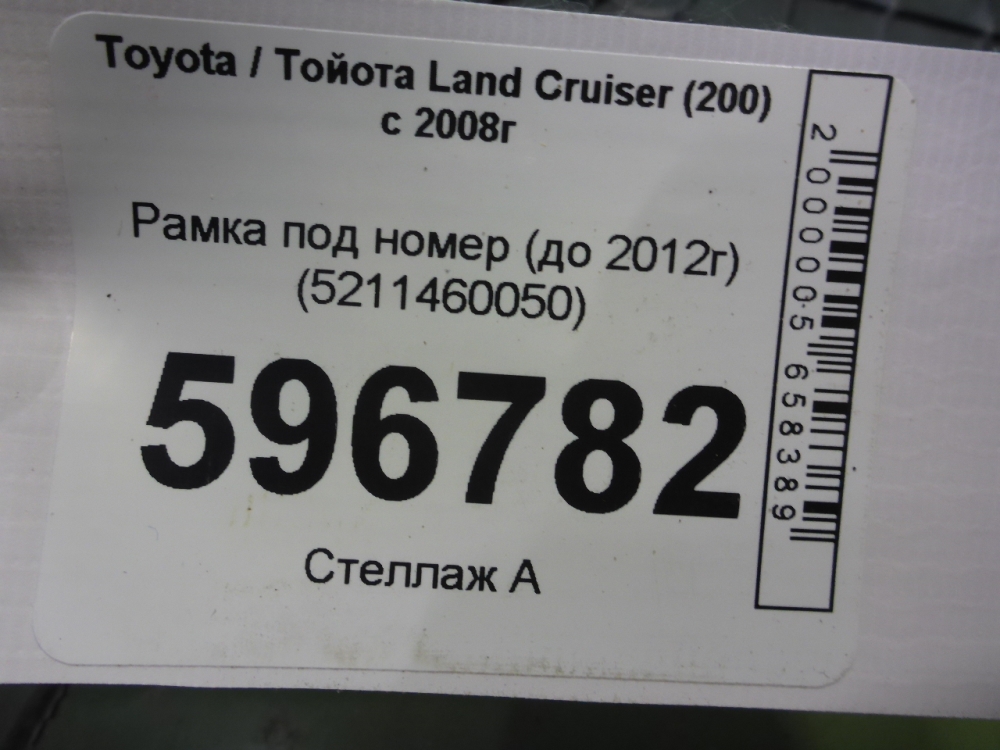 Toyota / Тойота Land Cruiser (200)
с 2008г
Рамка под номер (до 2012г)
(5211460050)
596782
Стеллаж А
2000005658389